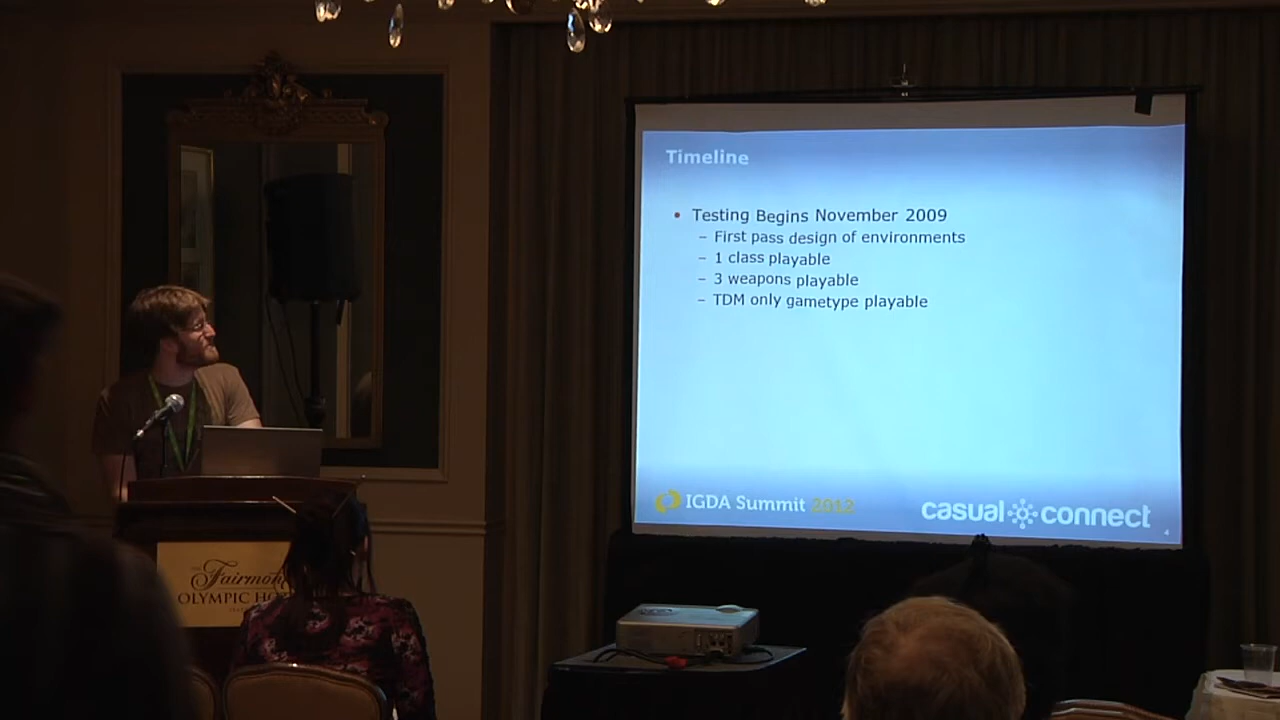 Timeline
• Testing Begins November 2009
– First pass design of environments
– 1 class playable
– 3 weapons playable
– TDM only gametype playable
IGDA Summit 2012
casual connect
4
Fairmont
OLYMPIC HO